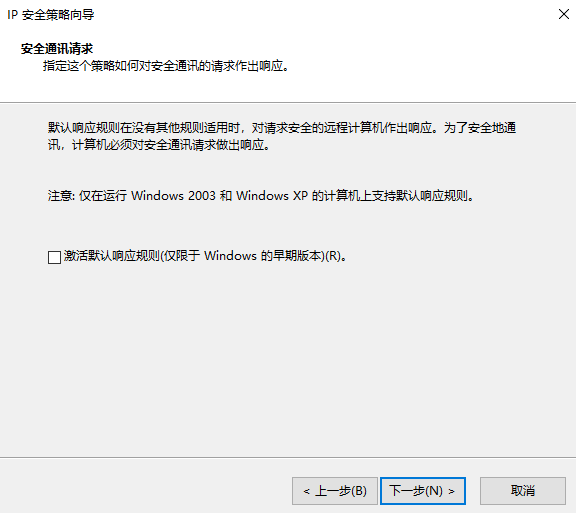 IP 安全策略向导
安全通讯请求
指定这个策略如何对安全通讯的请求作出响应。
默认响应规则在没有其他规则适用时，对请求安全的远程计算机作出响应。为了安全地通
讯，计算机必须对安全通讯请求做出响应。
注意: 仅在运行 Windows 2003 和 Windows XP 的计算机上支持默认响应规则。
激活默认响应规则(仅限于 Windows 的早期版本)(R)。
< 上一步(B) 下一步(N) > 取消